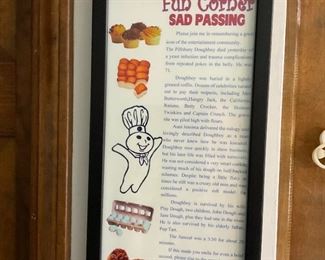 Fun Corner
SAD PASSING
Please join me in remembering a great
icon of the entertainment community.
The Pillsbury Doughboy died yesterday of
a yeast infection and trauma complications
from repeated pokes in the belly. He was
71.
Doughboy was buried in a lightly
greased coffin. Dozens of celebrities turned
out to pay their respects, including Mrs.
Butterworth, Hungry Jack, the California
Raisins, Betty Crocker, the Hostess
Twinkies and Captain Crunch. The grave
site was piled high with flours.
Aunt Jemima delivered the eulogy and
lovingly described Doughboy as a man
who never knew how he was kneaded.
Doughboy rose quickly in show business,
but his later life was filled with turnovers.
He was not considered a very smart cookie,
wasting much of his dough on half baked
schemes. Despite being a little flaky at
times he still was a crusty old man and was
considered a positive roll model for
millions.
Doughboy is survived by his wife
Play Dough, two children, John Dough and
Jane Dough, plus they had one in the oven.
He is also survived by his elderly father,
Pop Tart.
The funeral was at 3:50 for about 20
minutes.
If this made you smile for even a brief
second, please